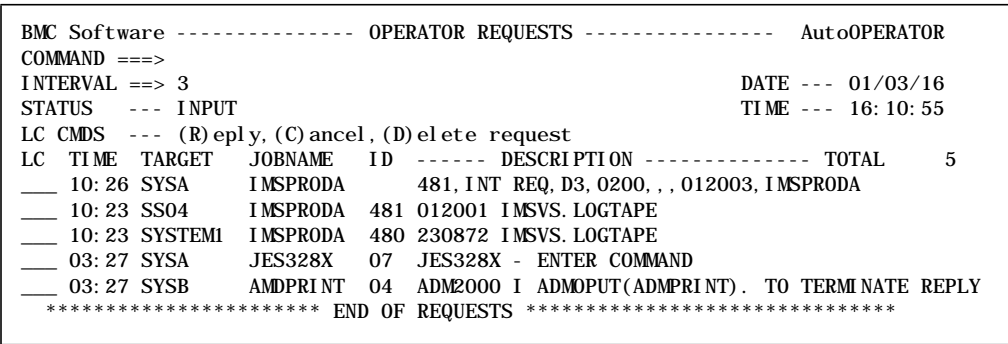 BMC Software --------------- OPERATOR REQUESTS ---------------- AutoOPERATOR
COMMAND ===>
INTERVAL ==> 3 DATE --- 01/03/16
STATUS --- INPUT TIME --- 16:10:55
LC CMDS --- (R)eply,(C)ancel,(D)elete request
LC TIME TARGET JOBNAME ID ------ DESCRIPTION -------------- TOTAL 5
___ 10:26 SYSA IMSPRODA 481,INT REQ,D3,0200,,,012003,IMSPRODA
___ 10:23 SS04 IMSPRODA 481 012001 IMSVS.LOGTAPE
___ 10:23 SYSTEM1 IMSPRODA 480 230872 IMSVS.LOGTAPE
___ 03:27 SYSA JES328X 07 JES328X - ENTER COMMAND
___ 03:27 SYSB AMDPRINT 04 ADM2000 I ADMOPUT(ADMPRINT). TO TERMINATE REPLY
*********************** END OF REQUESTS *******************************